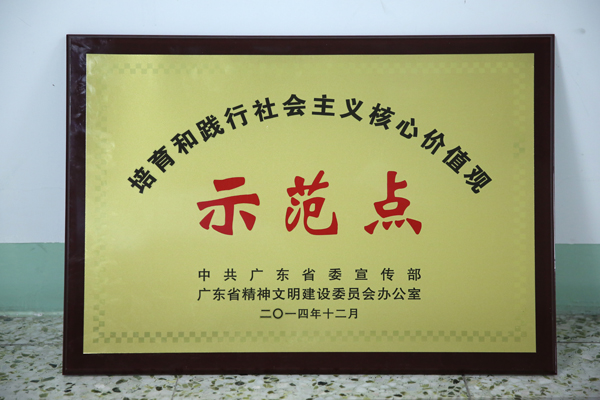 培育和践行社会主义核心价值观
示范点
中共广东省委宣传部
广东省精神文明建设委员会办公室
二〇一四年十二月